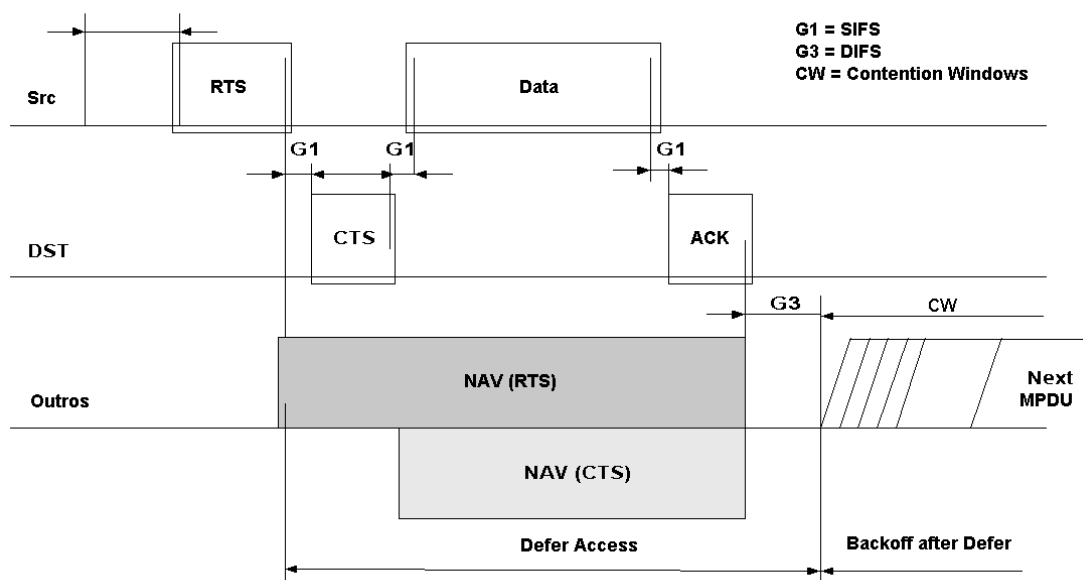 G1 = SIFS
G3 = DIFS
CW = Contention Windows
RTS
Data
Src
G1
G1
G1
CTS
ACK
DST
G3
CW
NAV (RTS)
Next
MPDU
Outros
NAV (CTS)
Defer Access
Backoff after Defer